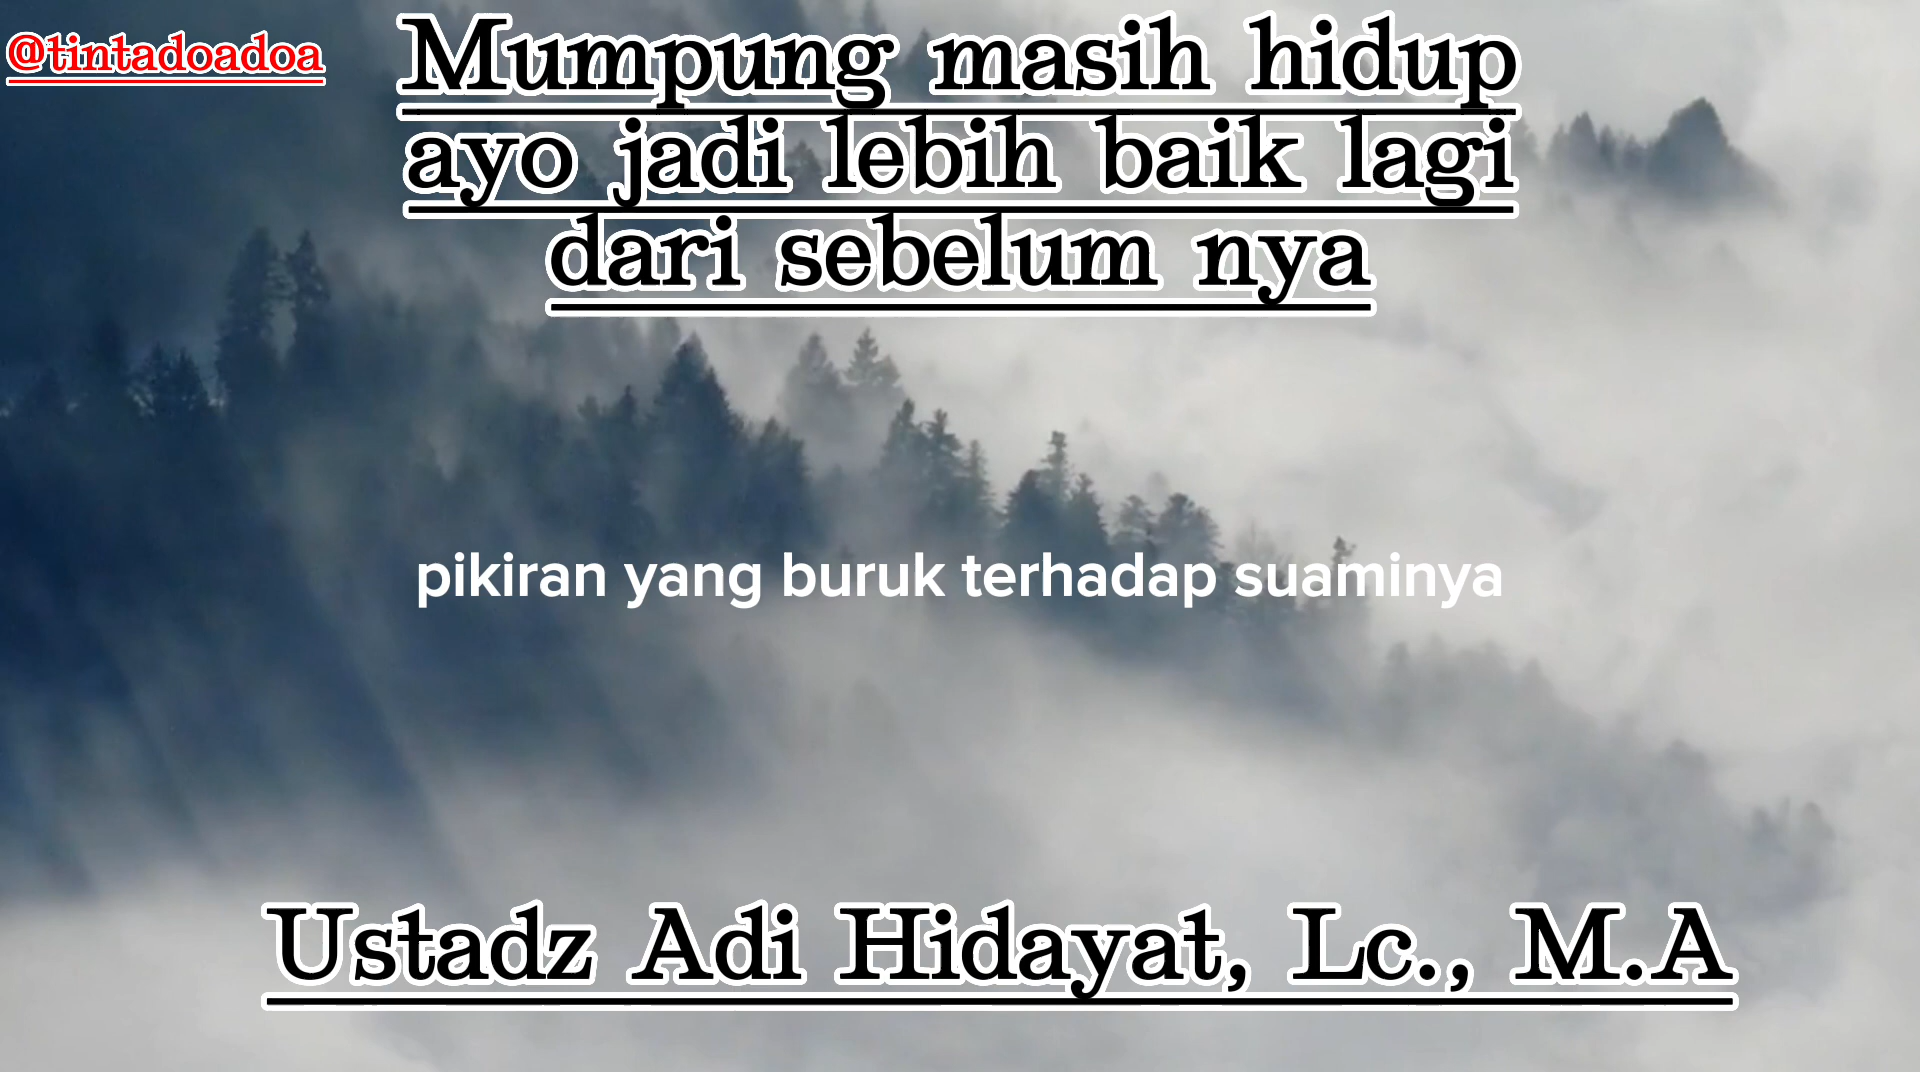 @tintadoadoa
Mumpung masih hidup
ayo jadi lebih baik lagi
dari sebelum nya
pikiran yang buruk terhadap suaminya
Ustadz Adi Hidayat, Lc., M.A